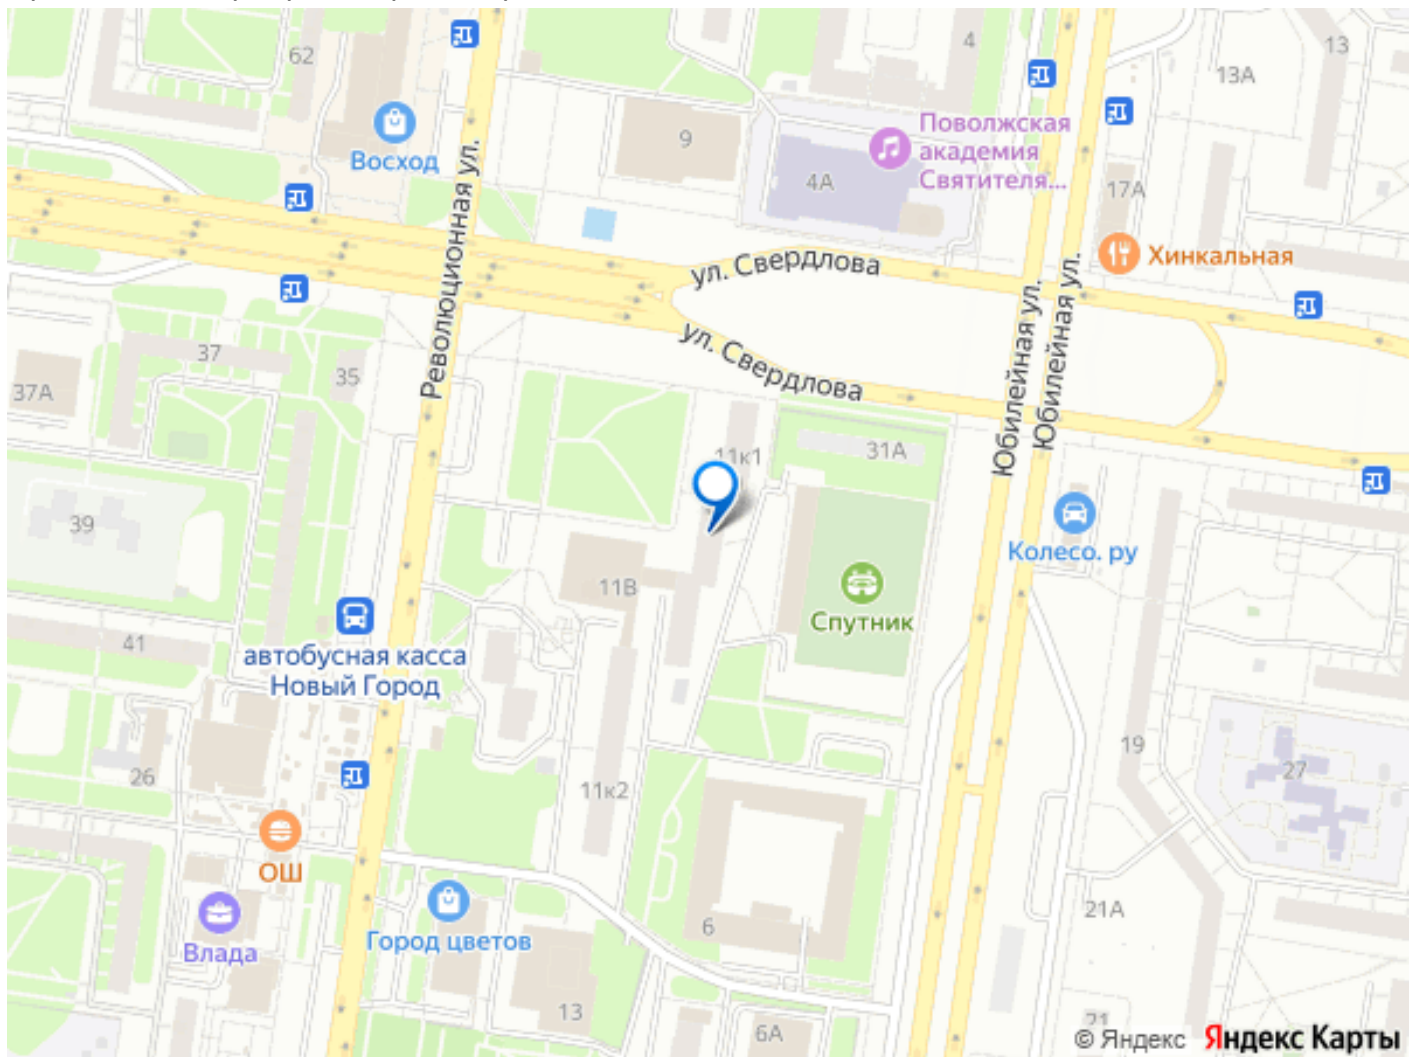 62
4
13
13А
Поволжская
академия
Святителя...
Восход
9
4А
17А
Революционная ул.
ул. Свердлова
Хинкальная
Юбилейная ул.
Юбилейная ул.
ул. Свердлова
37
35
37А
11к1
31А
39
Колесо. ру
11В
Спутник
41
автобусная касса
Новый Город
19
26
27
11к2
ОШ
21А
6
Город цветов
Влада
13
6А
21
© Яндекс Яндекс Карты